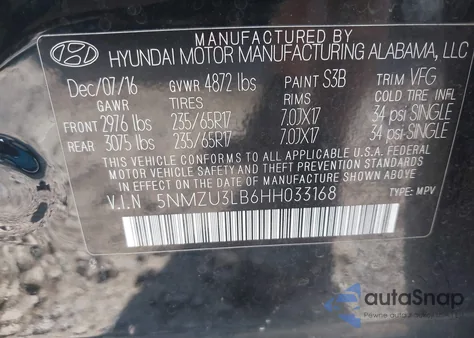 MANUFACTURED BY
HYUNDAI MOTOR MANUFACTURING ALABAMA, LLC
Dec/07/16 GVWR 4872 lbs PAINT S3B TRIM VFG
GAWR TIRES RIMS COLD TIRE INFL
FRONT 2976 lbs 235/65R17 7.0JX17 34 psi-SINGLE
REAR 3075 lbs 235/65R17 7.0JX17 34 psi-SINGLE
THIS VEHICLE CONFORMS TO ALL APPLICABLE U.S.A. FEDERAL
MOTOR VEHICLE SAFETY AND THEFT PREVENTION STANDARDS
IN EFFECT ON THE DATE OF MANUFACTURE SHOWN ABOVE
V.I.N 5NMZU3LB6HH033168 TYPE: MPV
autaSnap